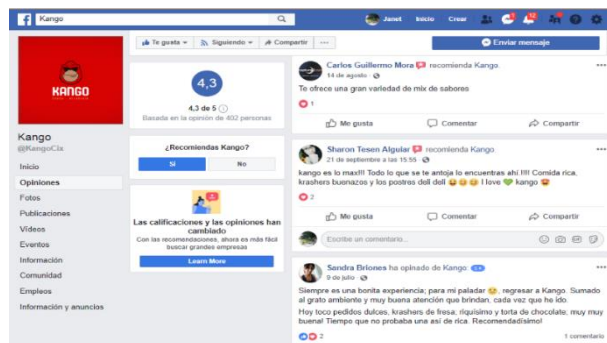 Kango
Janet Inicio Crear
Te gusta Siguiendo Compartir ...
Enviar mensaje
KANGO
Kango
@KangoCix
Inicio
Opiniones
Fotos
Publicaciones
Vídeos
Eventos
Información
Comunidad
Empleos
Información y anuncios
4,3
4,3 de 5
Basada en la opinión de 402 personas
¿Recomiendas Kango?
Sí No
Las calificaciones y las opiniones han
cambiado
Con las recomendaciones, ahora es más fácil
buscar grandes empresas
Learn More
Carlos Guillermo Mora recomienda Kango.
14 de agosto
Te ofrece una gran variedad de mix de sabores
1
Me gusta Comentar Compartir
Sharon Tesen Alguiar recomienda Kango.
21 de septiembre a las 15:55
kango es lo max!!! Todo lo que se te antoja lo encuentras ahí.!!!! Comida rica.
krashers buenazos y los postres doll doll I love kango
2
Me gusta Comentar Compartir
Escribe un comentario...
Sandra Briones ha opinado de Kango
9 de julio
Siempre es una bonita experiencia; para mi paladar , regresar a Kango. Sumado
al grato ambiente y muy buena atención que brindan, cada vez que he ido.
Hoy toco pedidos dulces, krashers de fresa; riquísimo y torta de chocolate; muy muy
buena! Tiempo que no probaba una así de rica. Recomendadísimo!
2 1 comentario